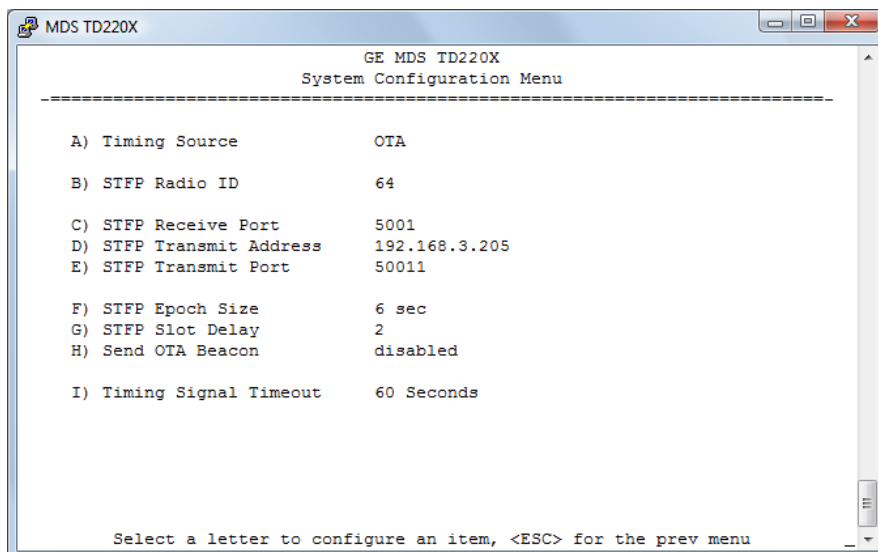 MDS TD220X
GE MDS TD220X
System Configuration Menu
A) Timing Source OTA
B) STFP Radio ID 64
C) STFP Receive Port 5001
D) STFP Transmit Address 192.168.3.205
E) STFP Transmit Port 50011
F) STFP Epoch Size 6 sec
G) STFP Slot Delay 2
H) Send OTA Beacon disabled
I) Timing Signal Timeout 60 Seconds
Select a letter to configure an item, <ESC> for the prev menu